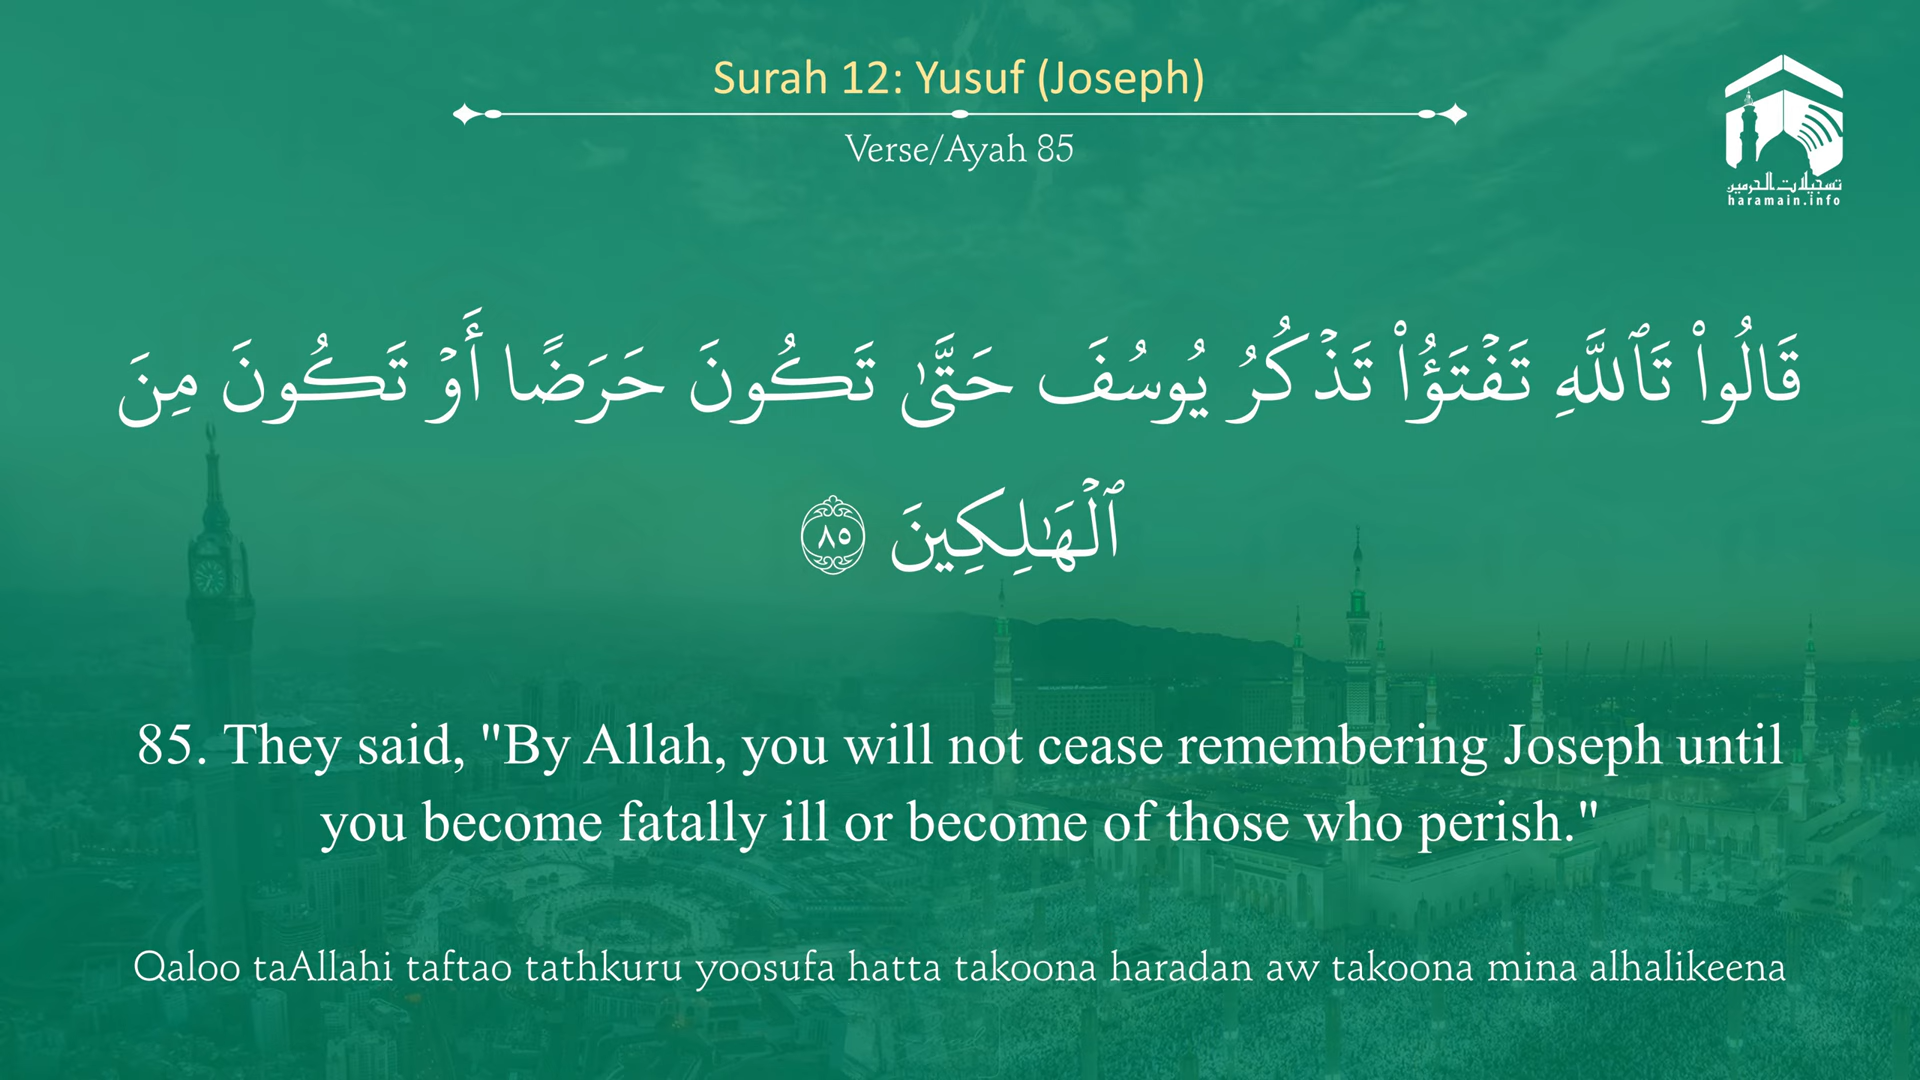 Surah 12: Yusuf (Joseph)
Verse/Ayah 85
تسجيلات الحرمين
haramain.info
قَالُوا۟ تَٱللَّهِ تَفْتَؤُا۟ تَذْكُرُ يُوسُفَ حَتَّىٰ تَكُونَ حَرَضًا أَوْ تَكُونَ مِنَ
ٱلْهَـٰلِكِينَ ٨٥
85. They said, "By Allah, you will not cease remembering Joseph until
you become fatally ill or become of those who perish."
Qaloo taAllahi taftao tathkuru yoosufa hatta takoona haradan aw takoona mina alhalikeena